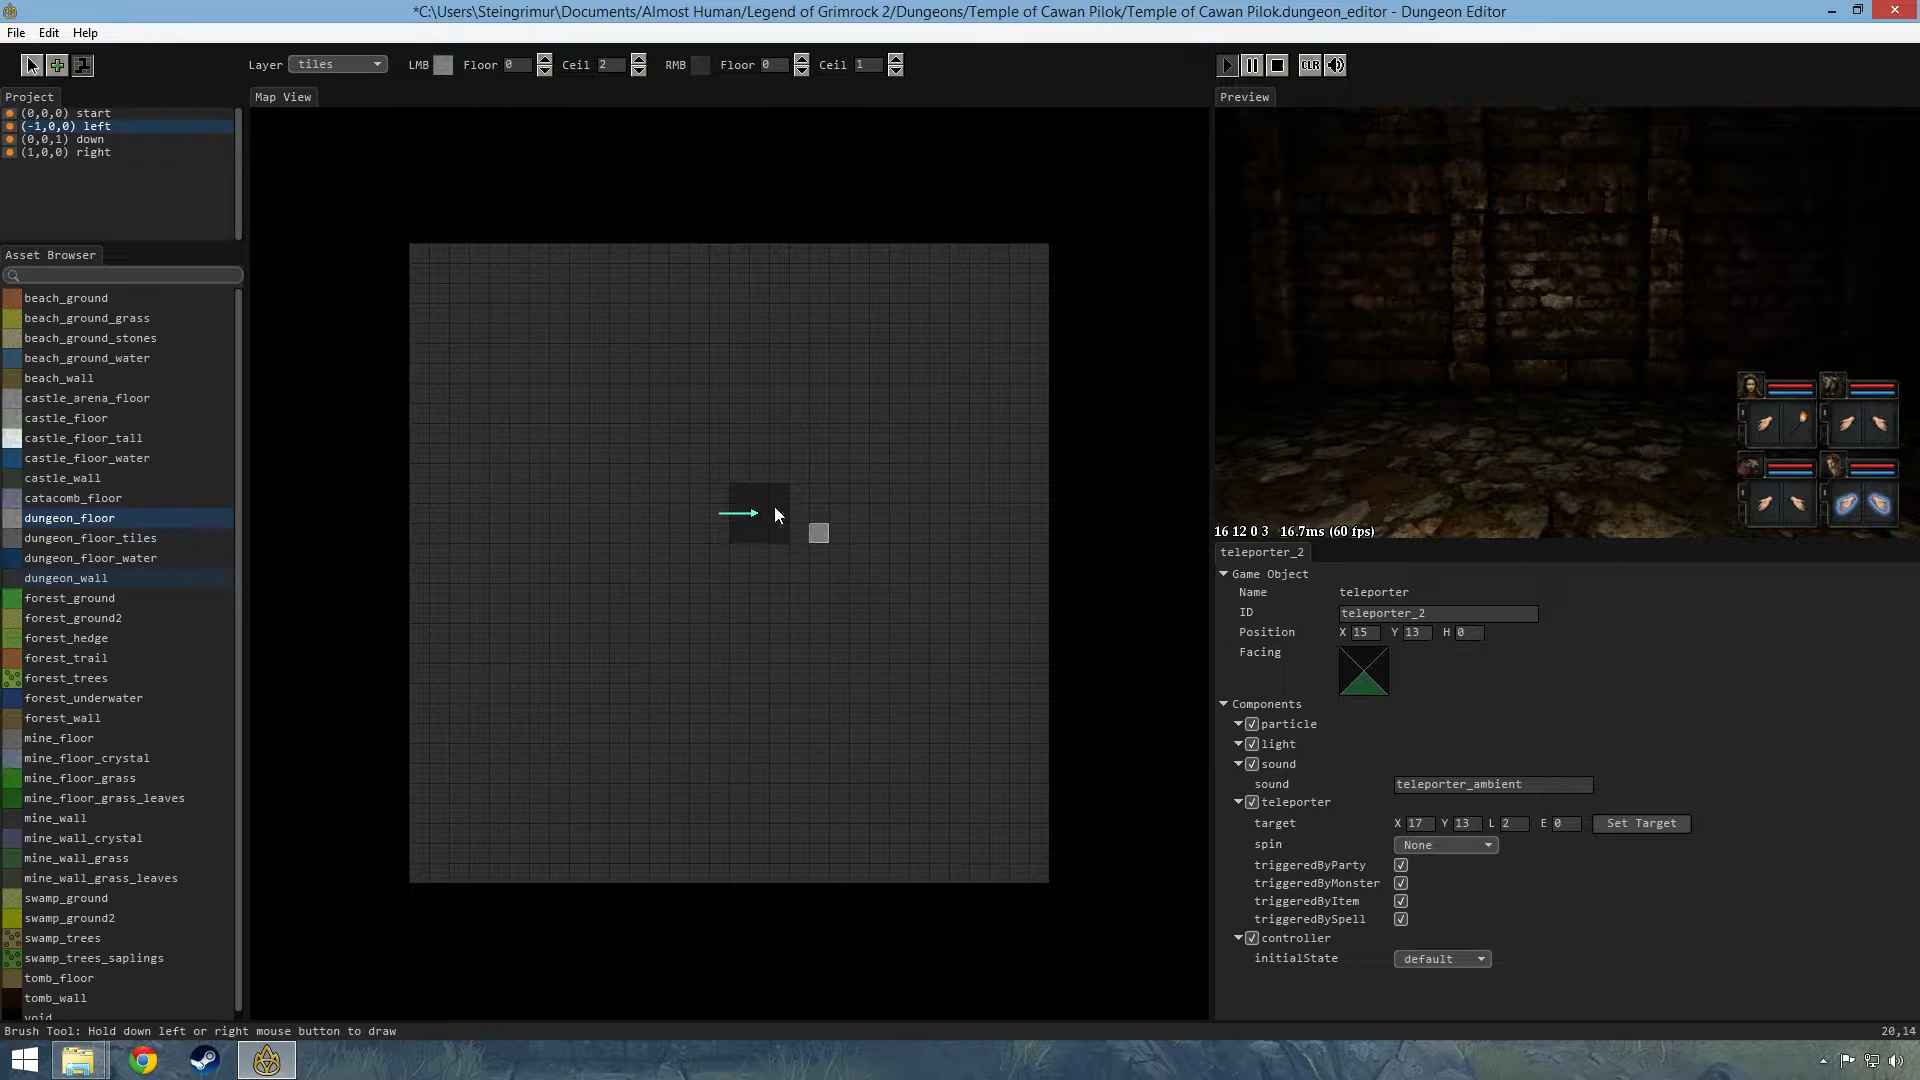 *C:\Users\Steingrimur\Documents/Almost Human/Legend of Grimrock 2/Dungeons/Temple of Cawan Pilok/Temple of Cawan Pilok.dungeon_editor - Dungeon Editor
File Edit Help
Layer tiles LMB Floor 0 Ceil 2 RMB Floor 0 Ceil 1 CLR
Project Map View Preview
(0,0,0) start
(-1,0,0) left
(0,0,1) down
(1,0,0) right
Asset Browser
beach_ground
beach_ground_grass
beach_ground_stones
beach_ground_water
beach_wall
castle_arena_floor
castle_floor
castle_floor_tall
castle_floor_water
castle_wall
catacomb_floor
dungeon_floor
dungeon_floor_tiles
dungeon_floor_water
dungeon_wall
forest_ground
forest_ground2
forest_hedge
forest_trail
forest_trees
forest_underwater
forest_wall
mine_floor
mine_floor_crystal
mine_floor_grass
mine_floor_grass_leaves
mine_wall
mine_wall_crystal
mine_wall_grass
mine_wall_grass_leaves
swamp_ground
swamp_ground2
swamp_trees
swamp_trees_saplings
tomb_floor
tomb_wall
void
16 12 0 3 16.7ms (60 fps)
teleporter_2
Game Object
Name teleporter
ID teleporter_2
Position X 15 Y 13 H 0
Facing
Components
particle
light
sound
sound teleporter_ambient
teleporter
target X 17 Y 13 L 2 E 0 Set Target
spin None
triggeredByParty
triggeredByMonster
triggeredByItem
triggeredBySpell
controller
initialState default
Brush Tool: Hold down left or right mouse button to draw 20,14